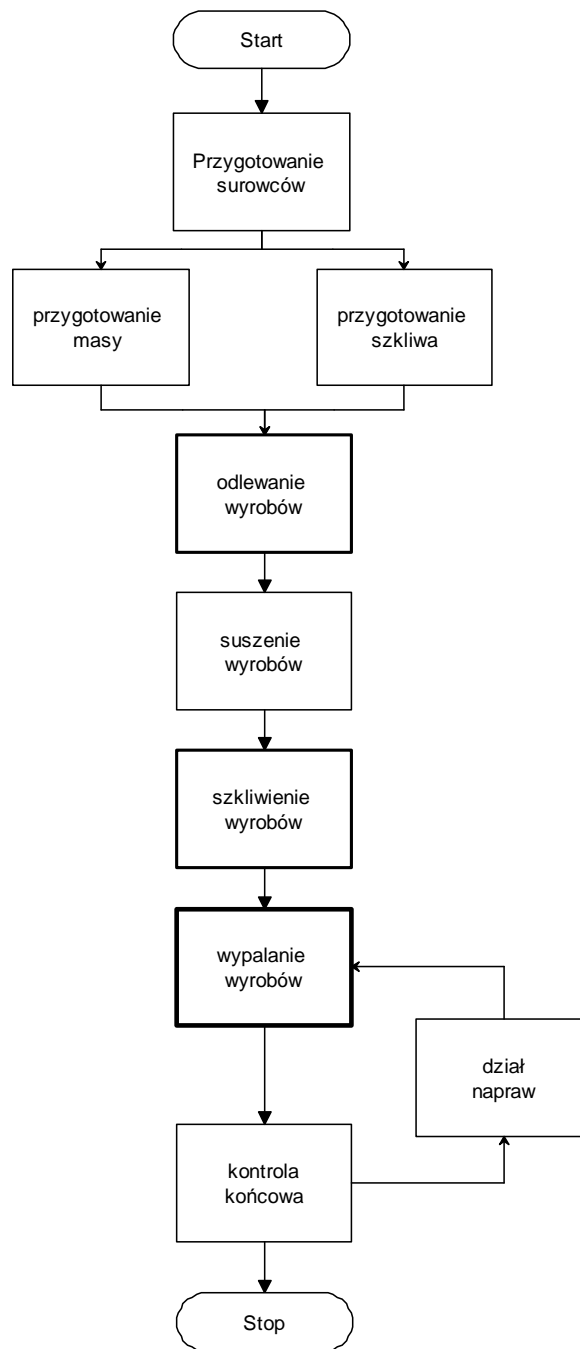 Start
Przygotowanie
surowców
przygotowanie
masy
przygotowanie
szkliwa
odlewanie
wyrobów
suszenie
wyrobów
szkliwienie
wyrobów
wypalanie
wyrobów
dział
napraw
kontrola
końcowa
Stop